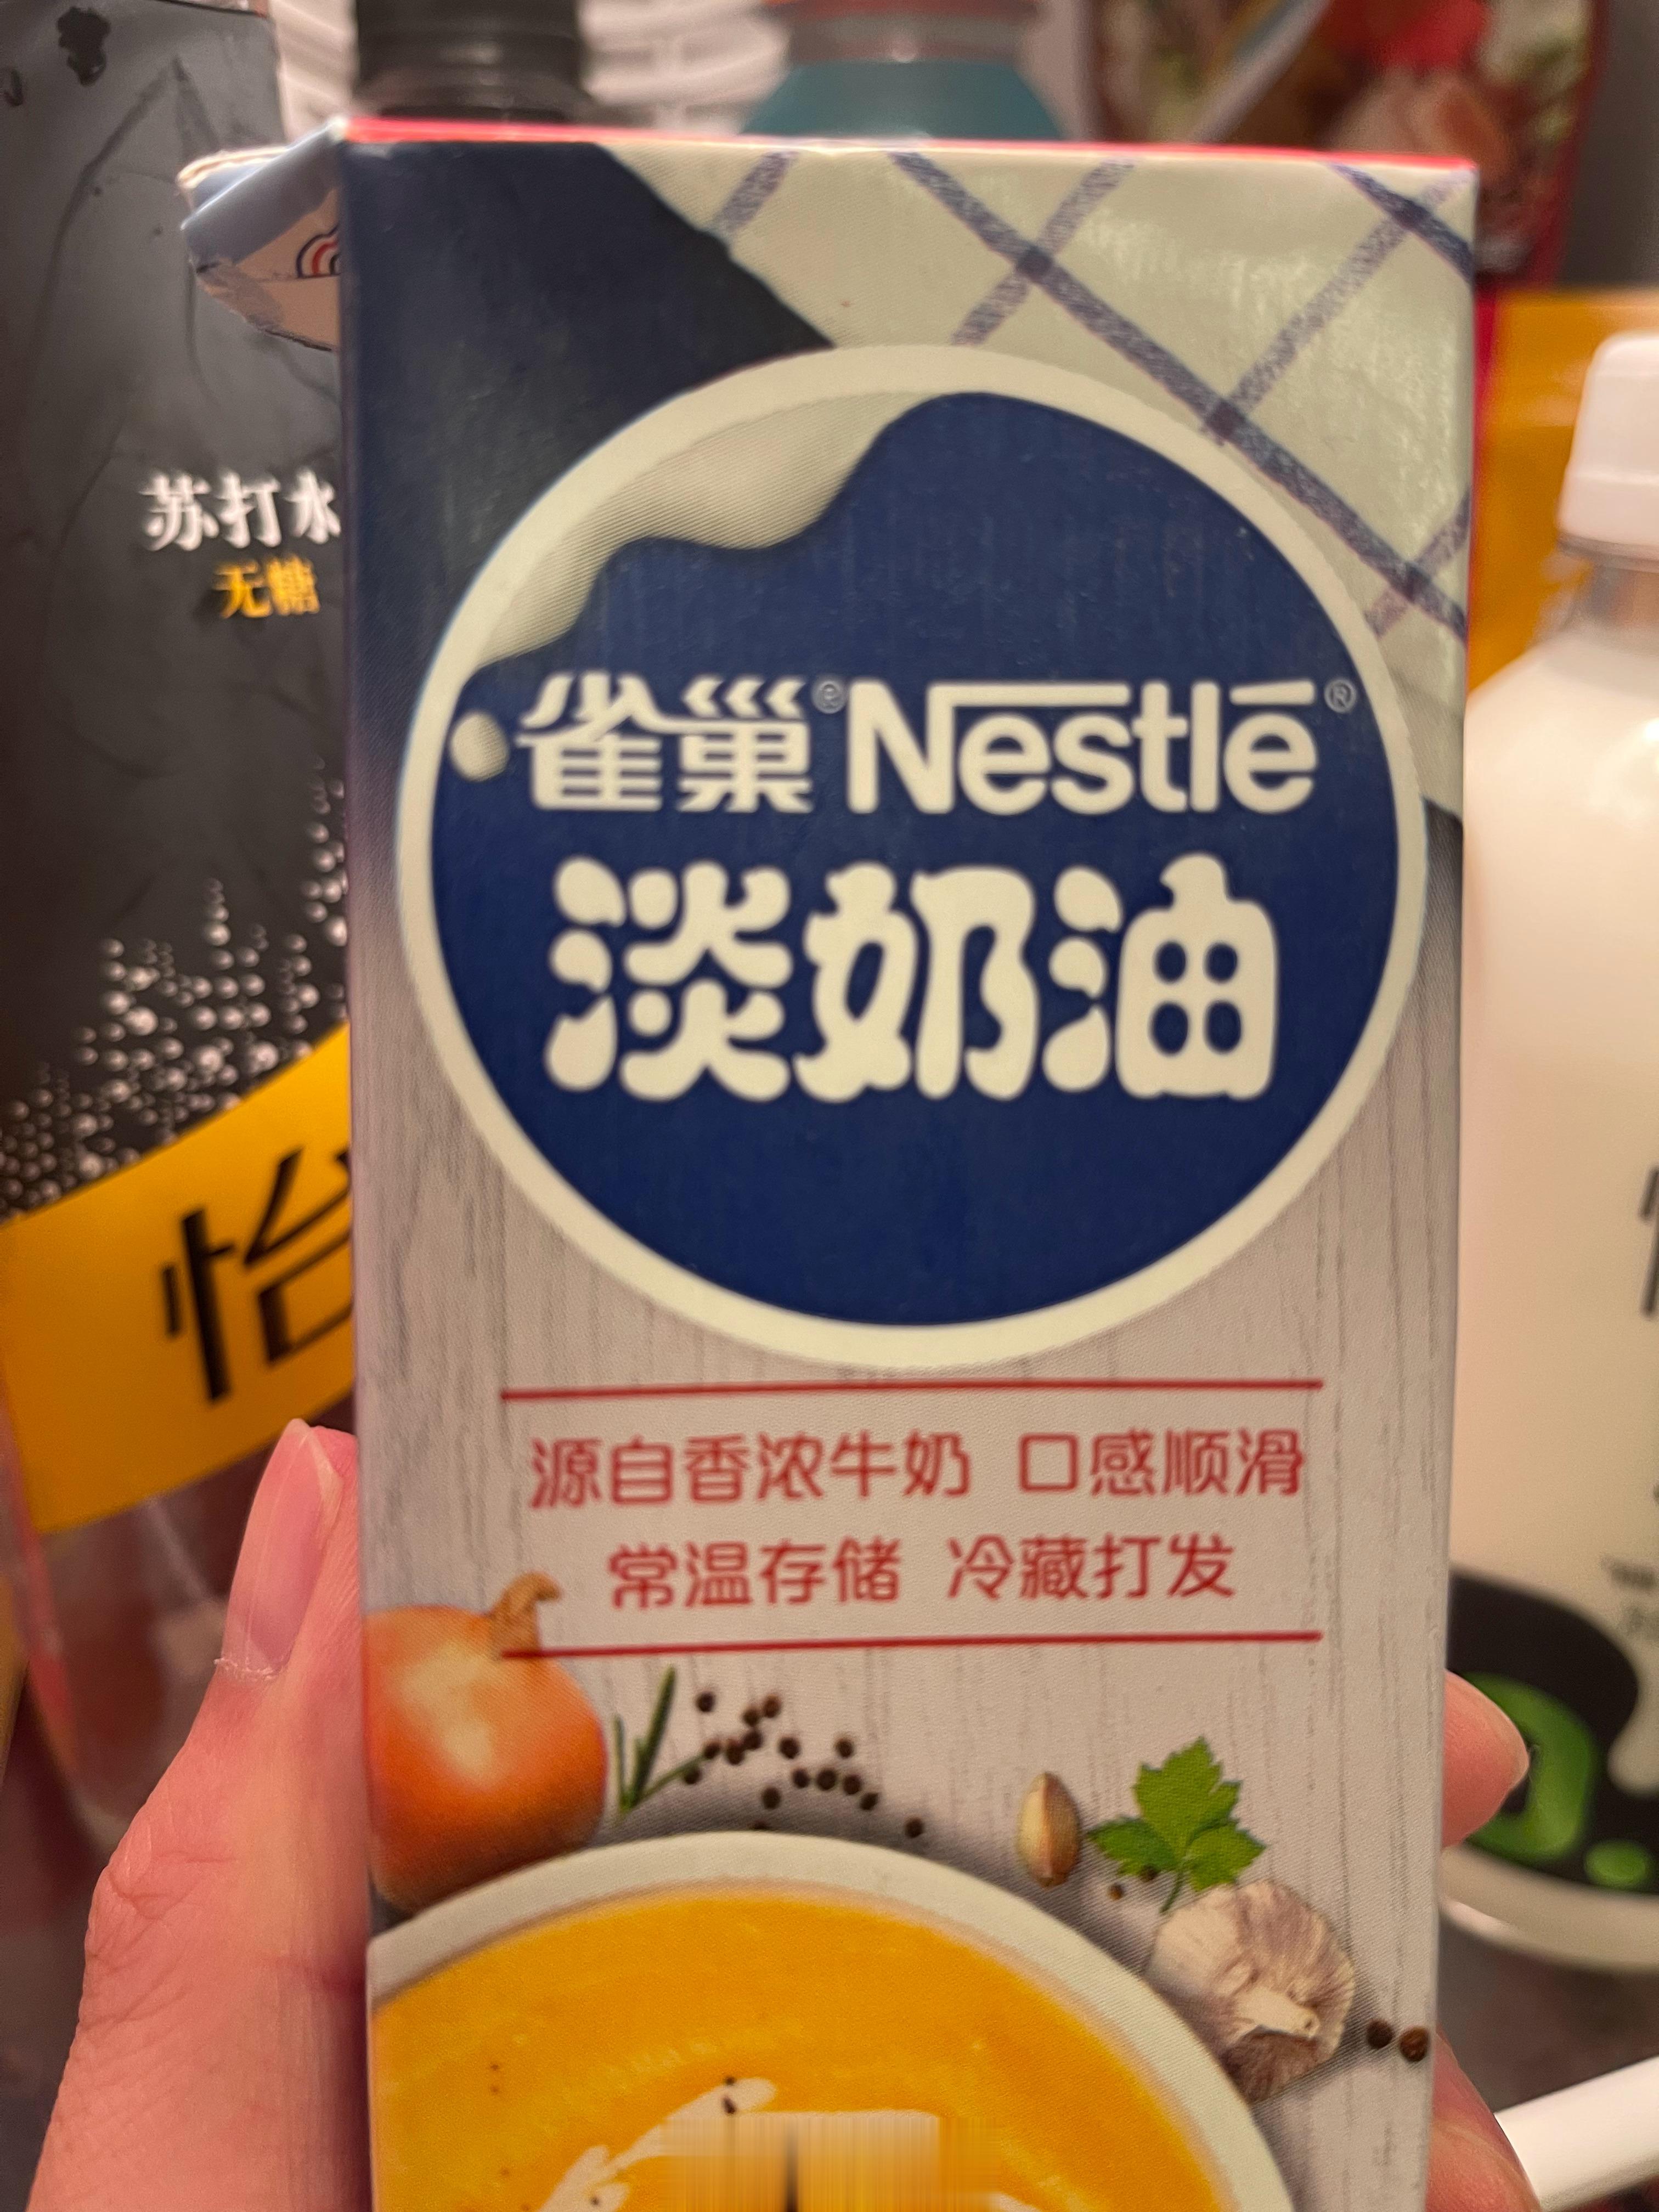 苏打水
无糖
怡
雀巢®Nestlé®
淡奶油
源自香浓牛奶 口感顺滑
常温存储 冷藏打发